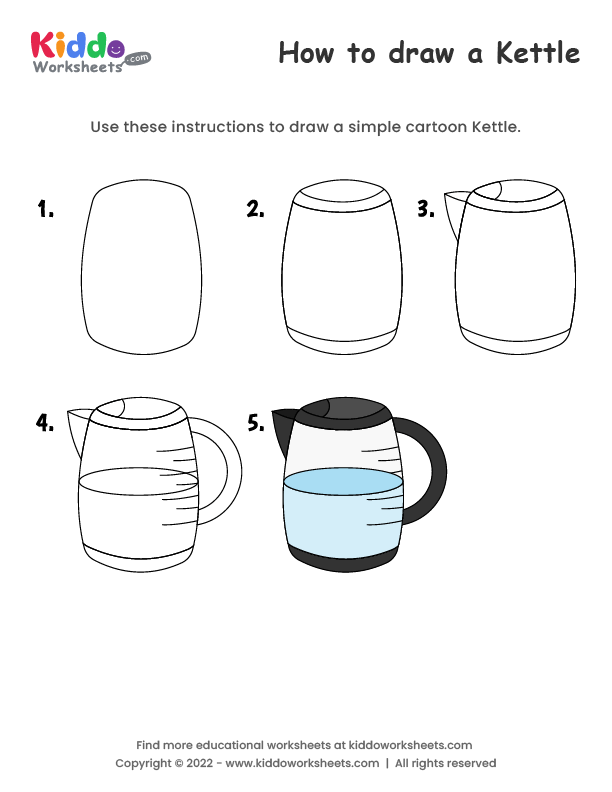 Kiddo
Worksheets
.com
How to draw a Kettle
Use these instructions to draw a simple cartoon Kettle.
1.
2.
3.
4.
5.
Find more educational worksheets at kiddoworksheets.com
Copyright © 2022 - www.kiddoworksheets.com | All rights reserved